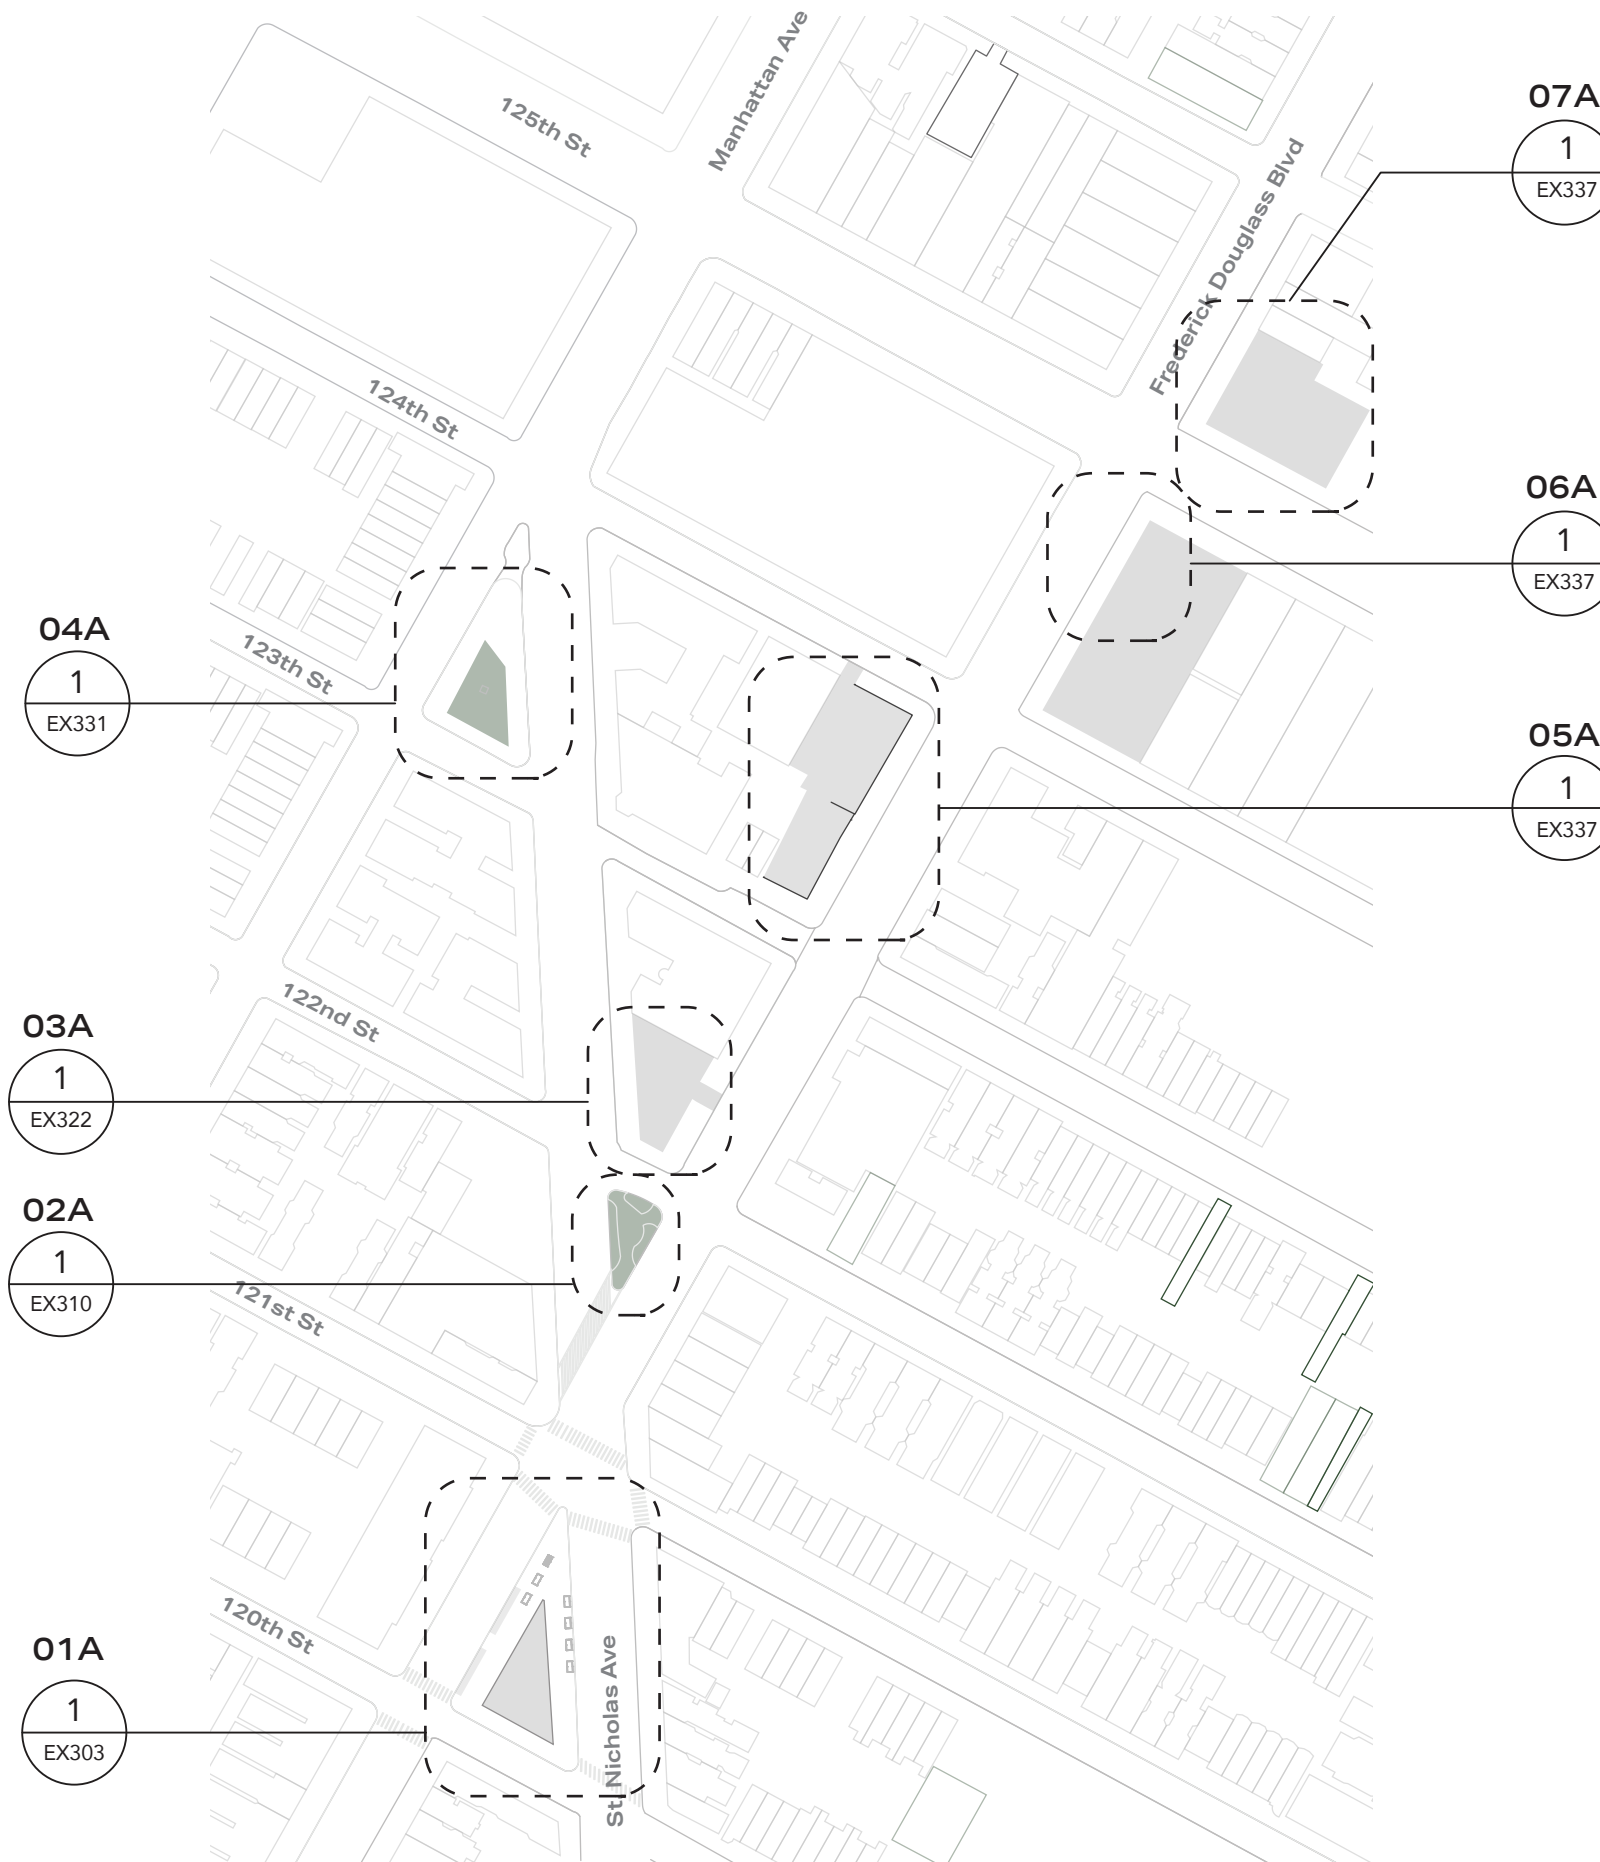 125th St
Manhattan Ave
07A
1
EX337
Frederick Douglass Blvd
124th St
06A
1
EX337
04A
1
EX331
123th St
05A
1
EX337
122nd St
03A
1
EX322
02A
1
EX310
121st St
120th St
01A
1
EX303
St. Nicholas Ave